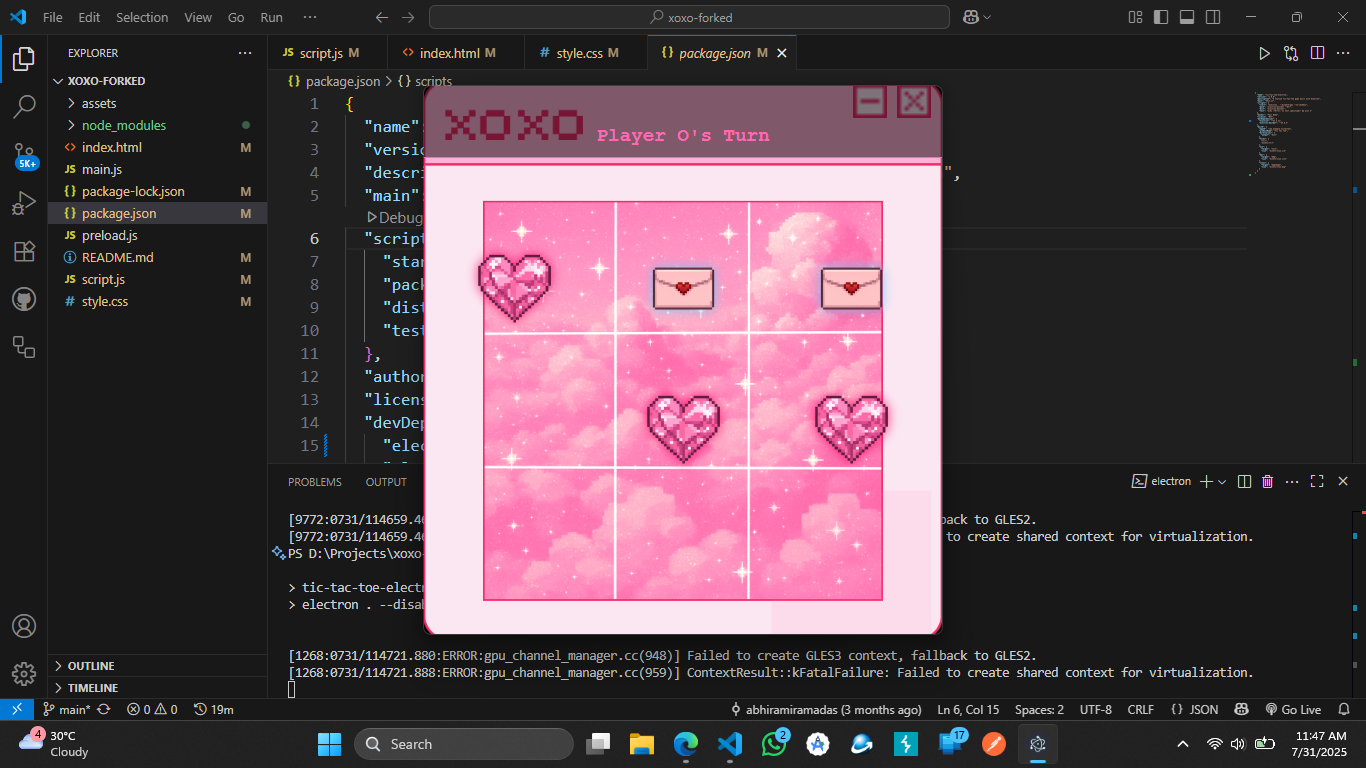 File Edit Selection View Go Run ···
xoxo-forked
EXPLORER
XOXO-FORKED
assets
node_modules
index.html M
main.js
package-lock.json M
package.json M
preload.js
README.md M
script.js M
style.css M
5K+
OUTLINE
TIMELINE
script.js M
index.html M
style.css M
package.json M
package.json > {} scripts
1 {
2 "name":
3 "versio
4 "descri ",
5 "main":
Debug
6 "script
7 "star
8 "pack
9 "dist
10 "test
11 },
12 "author
13 "licens
14 "devDep
15 "elec
XOXO Player O's Turn
PROBLEMS OUTPUT
electron
[9772:0731/114659.46 back to GLES2.
[9772:0731/114659.46 to create shared context for virtualization.
PS D:\Projects\xoxo-
> tic-tac-toe-electr
> electron . --disab
[1268:0731/114721.880:ERROR:gpu_channel_manager.cc(948)] Failed to create GLES3 context, fallback to GLES2.
[1268:0731/114721.888:ERROR:gpu_channel_manager.cc(959)] ContextResult::kFatalFailure: Failed to create shared context for virtualization.
main* 0 0 19m abhiramiramadas (3 months ago) Ln 6, Col 15 Spaces: 2 UTF-8 CRLF {} JSON Go Live
4 30°C
Cloudy
Search
2
17
11:47 AM
7/31/2025